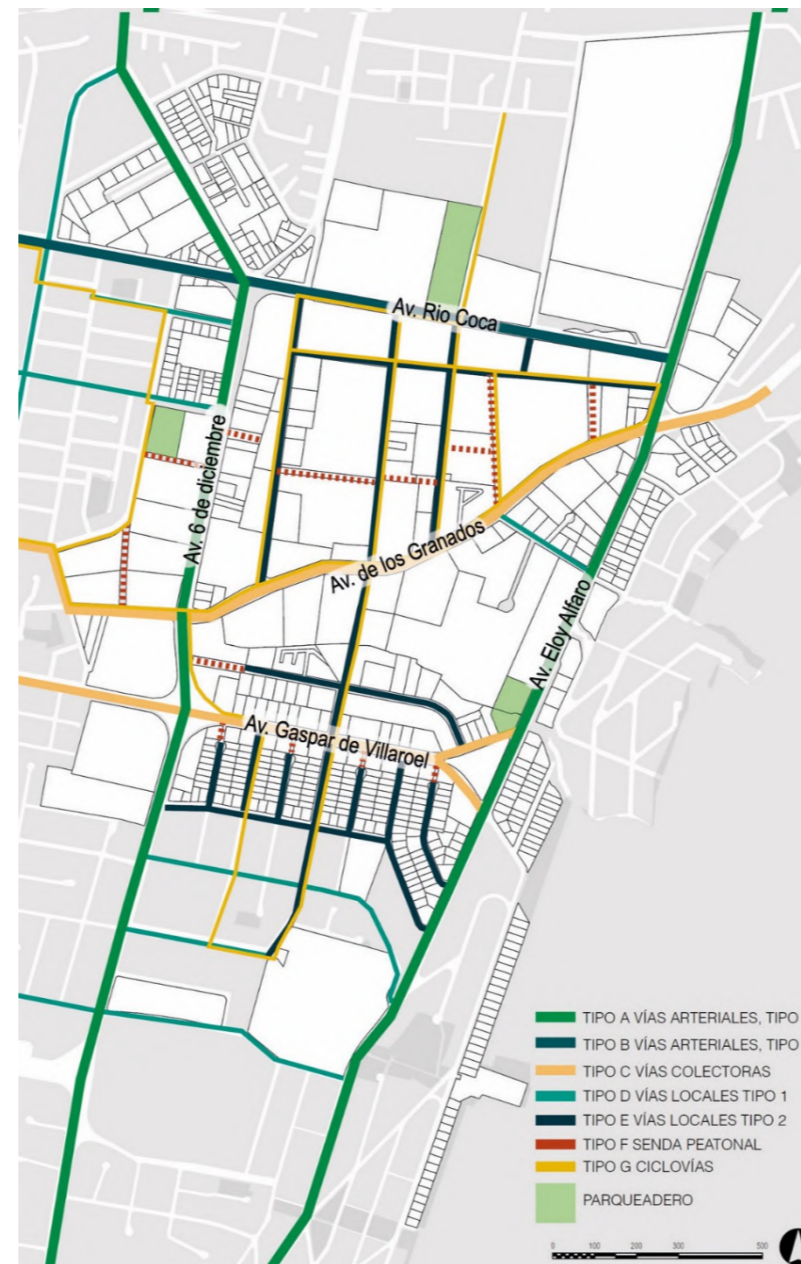 Av. Rio Coca
Av. 6 de diciembre
Av. de los Granados
Av. Eloy Alfaro
Av. Gaspar de Villaroel
TIPO A VÍAS ARTERIALES, TIPO
TIPO B VÍAS ARTERIALES, TIPO
TIPO C VÍAS COLECTORAS
TIPO D VÍAS LOCALES TIPO 1
TIPO E VÍAS LOCALES TIPO 2
TIPO F SENDA PEATONAL
TIPO G CICLOVÍAS
PARQUEADERO
0 100 200 300 500